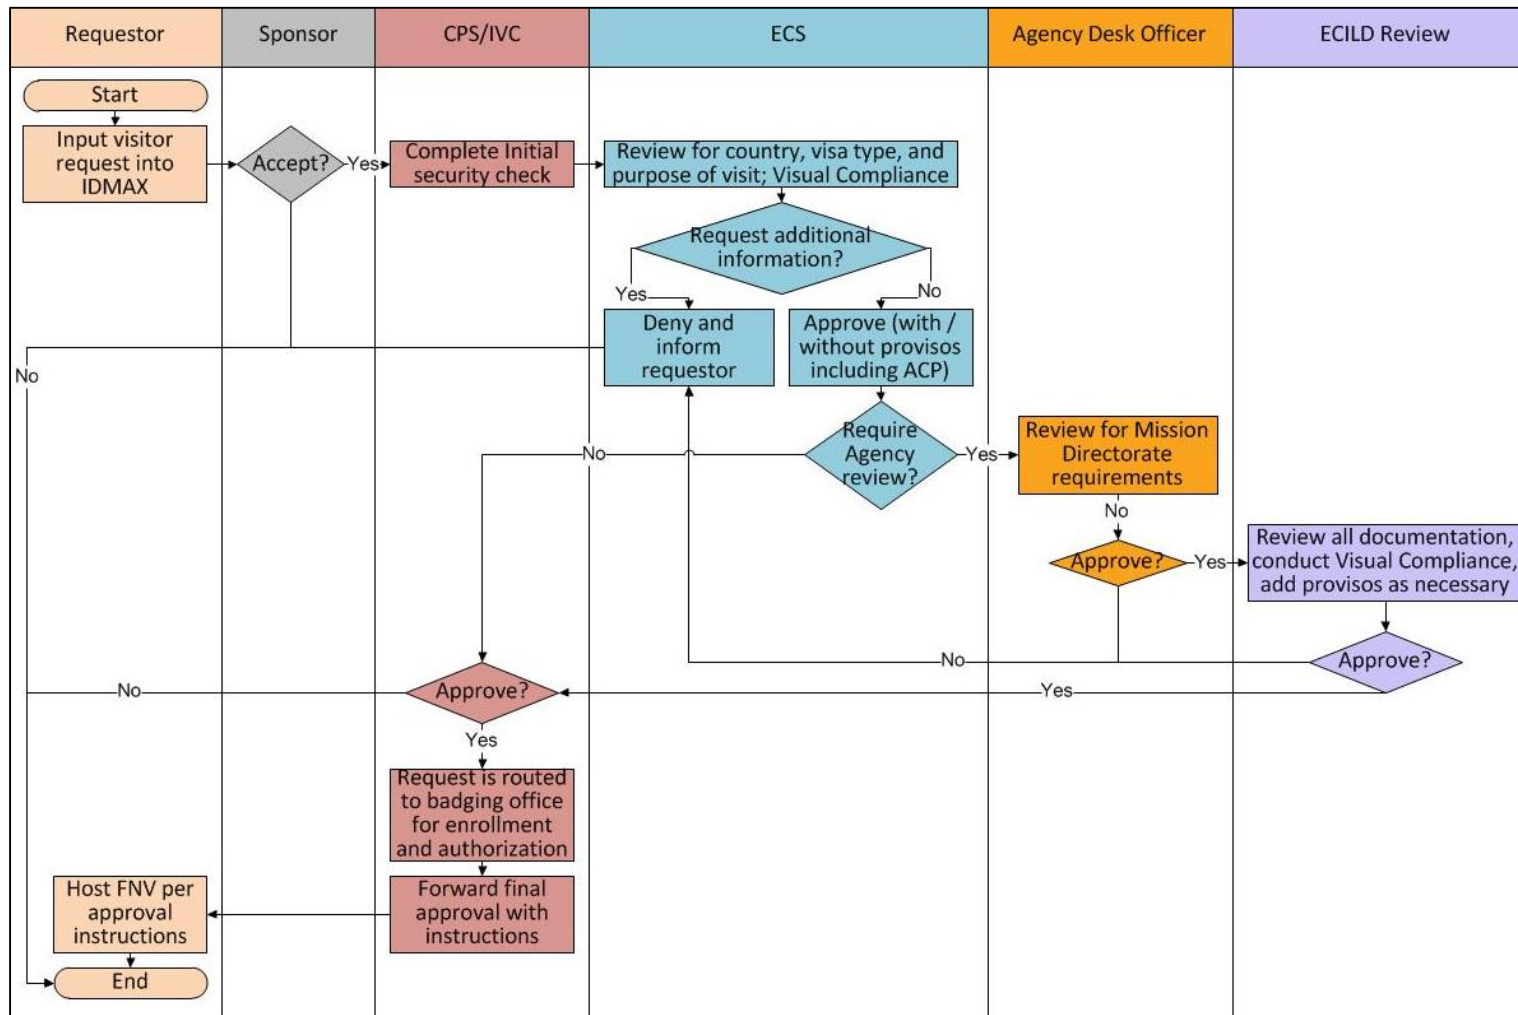 Requestor
Sponsor
CPS/IVC
ECS
Agency Desk Officer
ECILD Review
Start
Input visitor
request into
IDMAX
Accept?
Yes
Complete Initial
security check
Review for country, visa type, and
purpose of visit; Visual Compliance
Request additional
information?
Yes
No
Deny and
inform
requestor
Approve (with /
without provisos
including ACP)
No
Require
Agency
review?
No
Yes
Review for Mission
Directorate
requirements
No
Approve?
Yes
Review all documentation,
conduct Visual Compliance,
add provisos as necessary
No
Approve?
Approve?
No
Yes
Yes
Request is routed
to badging office
for enrollment
and authorization
Forward final
approval with
instructions
Host FNV per
approval
instructions
End